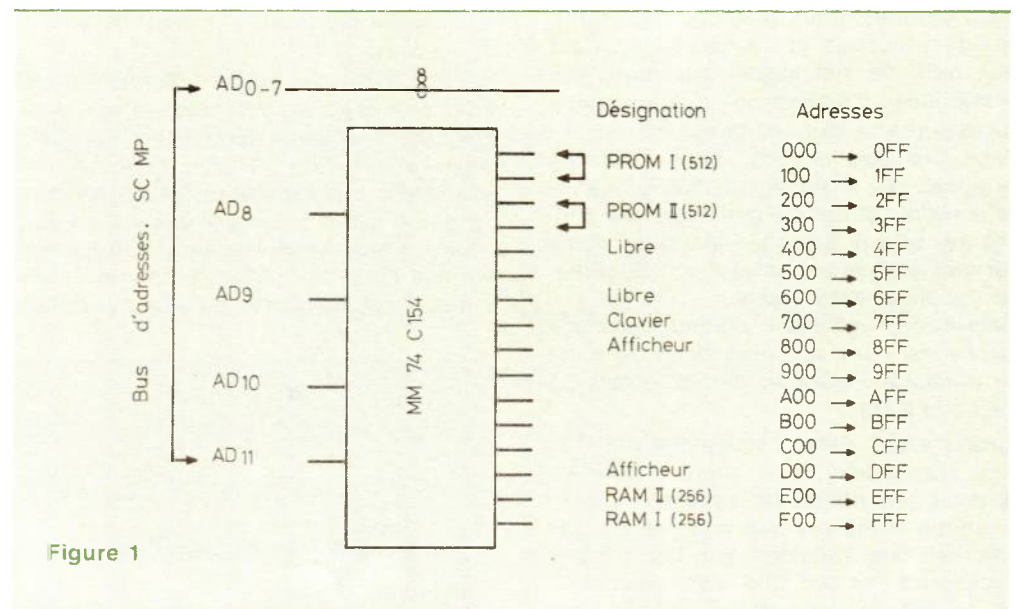 AD0-7
8
Désignation Adresses
PROM I (512) 000 → 0FF
100 → 1FF
AD8 PROM II (512) 200 → 2FF
300 → 3FF
Libre 400 → 4FF
500 → 5FF
AD9 Libre 600 → 6FF
Clavier 700 → 7FF
Afficheur 800 → 8FF
900 → 9FF
AD10 A00 → AFF
B00 → BFF
C00 → CFF
AD11 Afficheur D00 → DFF
RAM II (256) E00 → EFF
RAM I (256) F00 → FFF
Bus d'adresses. SC MP
MM 74 C154
Figure 1